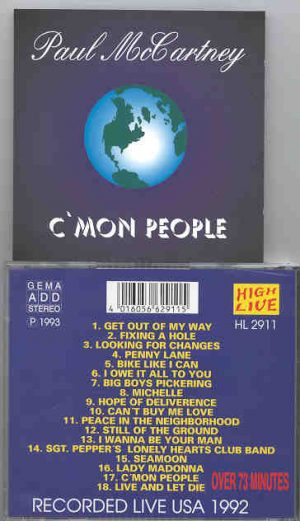 Paul McCartney
C`MON PEOPLE
GEMA
ADD
STEREO
P 1993
4 016056 629115
HIGH
LIVE
HL 2911
1. GET OUT OF MY WAY
2. FIXING A HOLE
3. LOOKING FOR CHANGES
4. PENNY LANE
5. BIKE LIKE I CAN
6. I OWE IT ALL TO YOU
7. BIG BOYS PICKERING
8. MICHELLE
9. HOPE OF DELIVERENCE
10. CAN'T BUY ME LOVE
11. PEACE IN THE NEIGHBORHOOD
12. STILL OF THE GROUND
13. I WANNA BE YOUR MAN
14. SGT. PEPPER'S LONELY HEARTS CLUB BAND
15. SEAMOON
16. LADY MADONNA
17. C'MON PEOPLE
18. LIVE AND LET DIE
OVER 73 MINUTES
RECORDED LIVE USA 1992